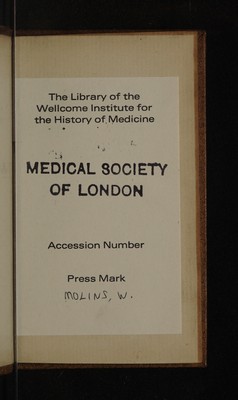 The Library of the
Wellcome Institute for
the History of Medicine
MEDICAL SOCIETY
OF LONDON
Accession Number
Press Mark
MOLINS, W.